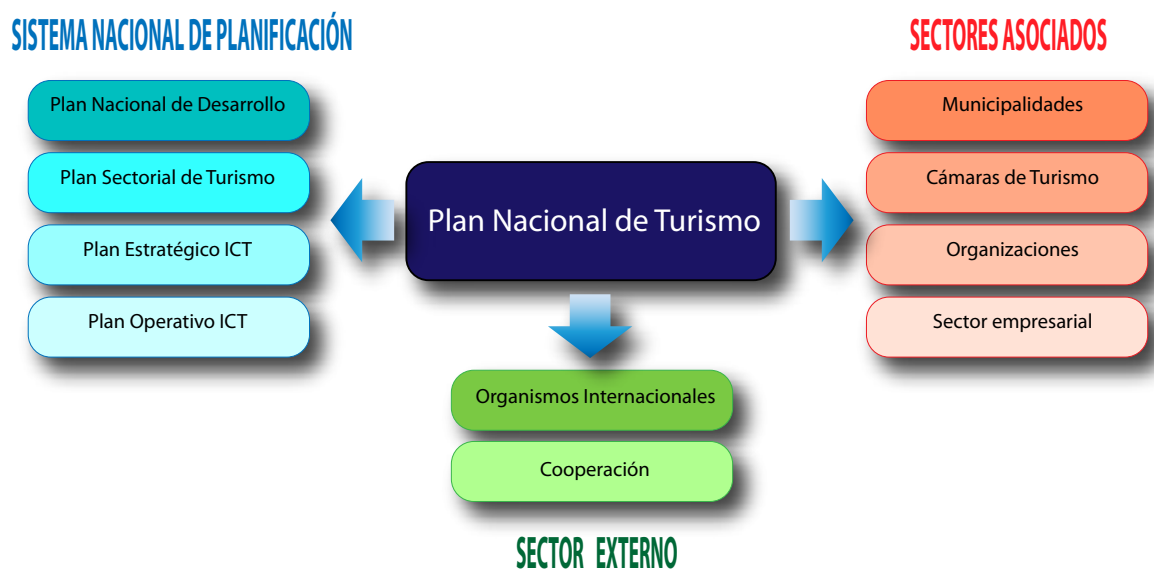 SISTEMA NACIONAL DE PLANIFICACIÓN
Plan Nacional de Desarrollo
Plan Sectorial de Turismo
Plan Estratégico ICT
Plan Operativo ICT
Plan Nacional de Turismo
SECTORES ASOCIADOS
Municipalidades
Cámaras de Turismo
Organizaciones
Sector empresarial
Organismos Internacionales
Cooperación
SECTOR EXTERNO